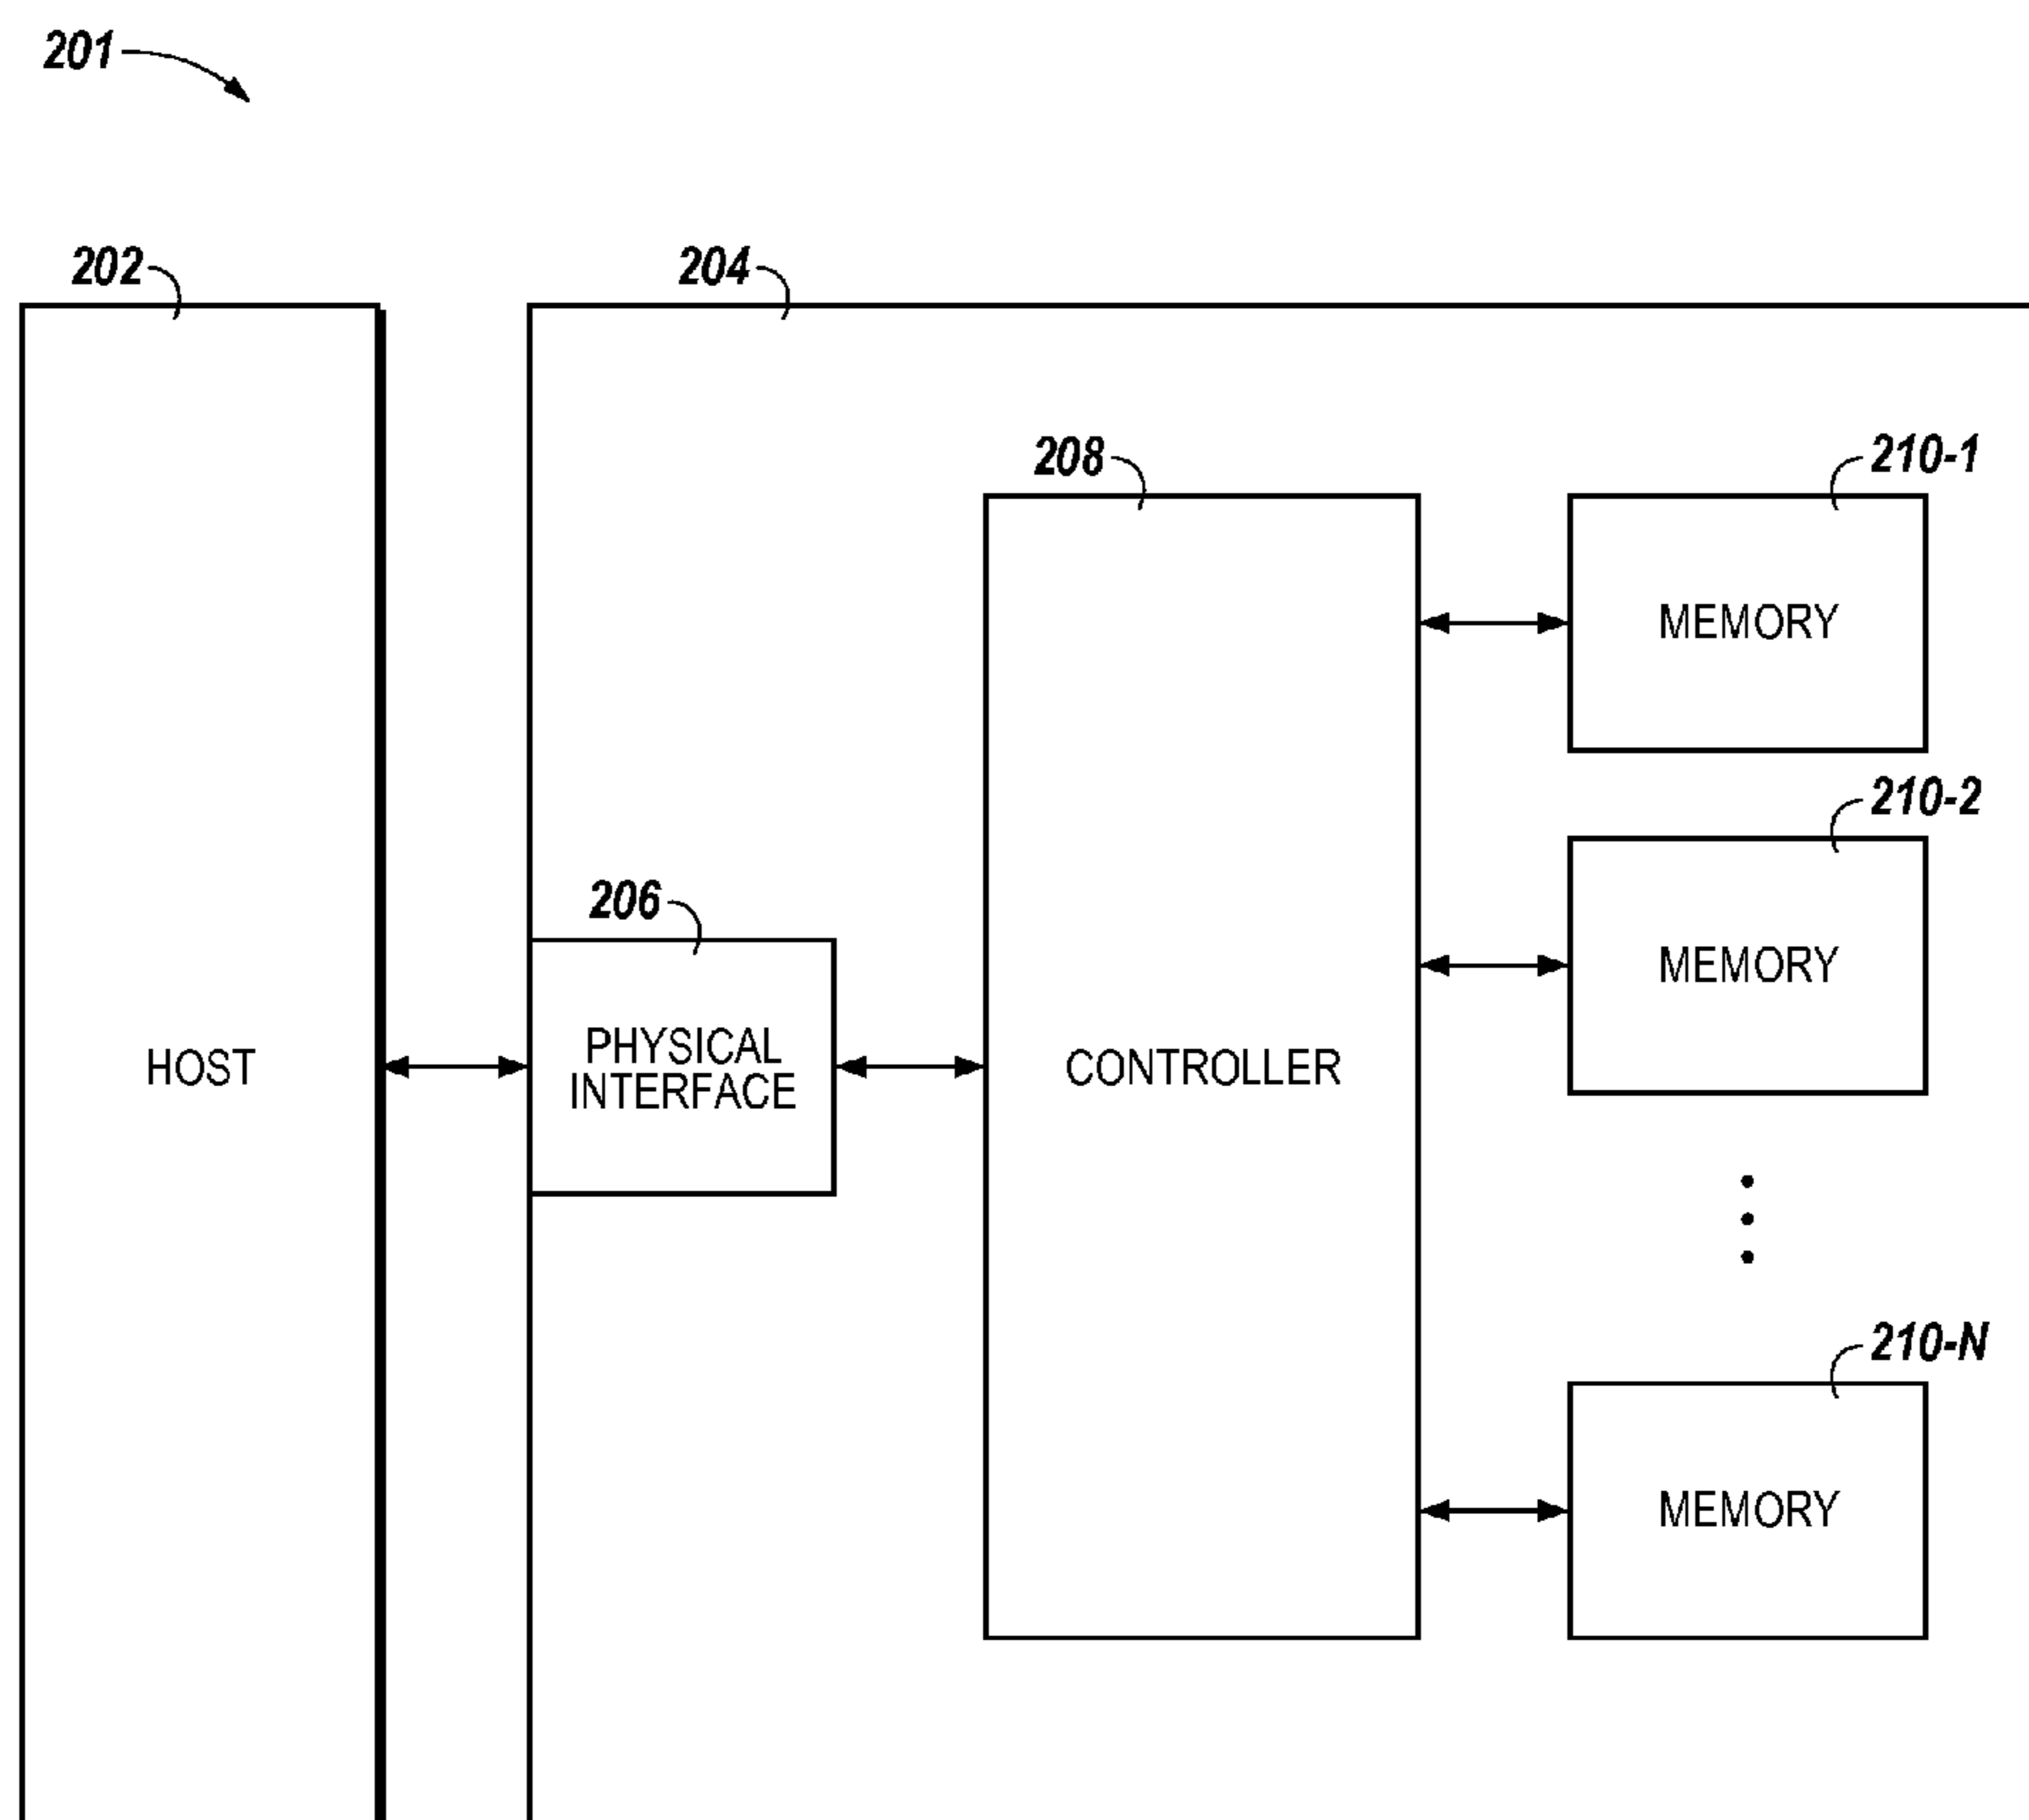 201
202
204
208
210-1
MEMORY
210-2
206
MEMORY
HOST
PHYSICAL
INTERFACE
CONTROLLER
210-N
MEMORY